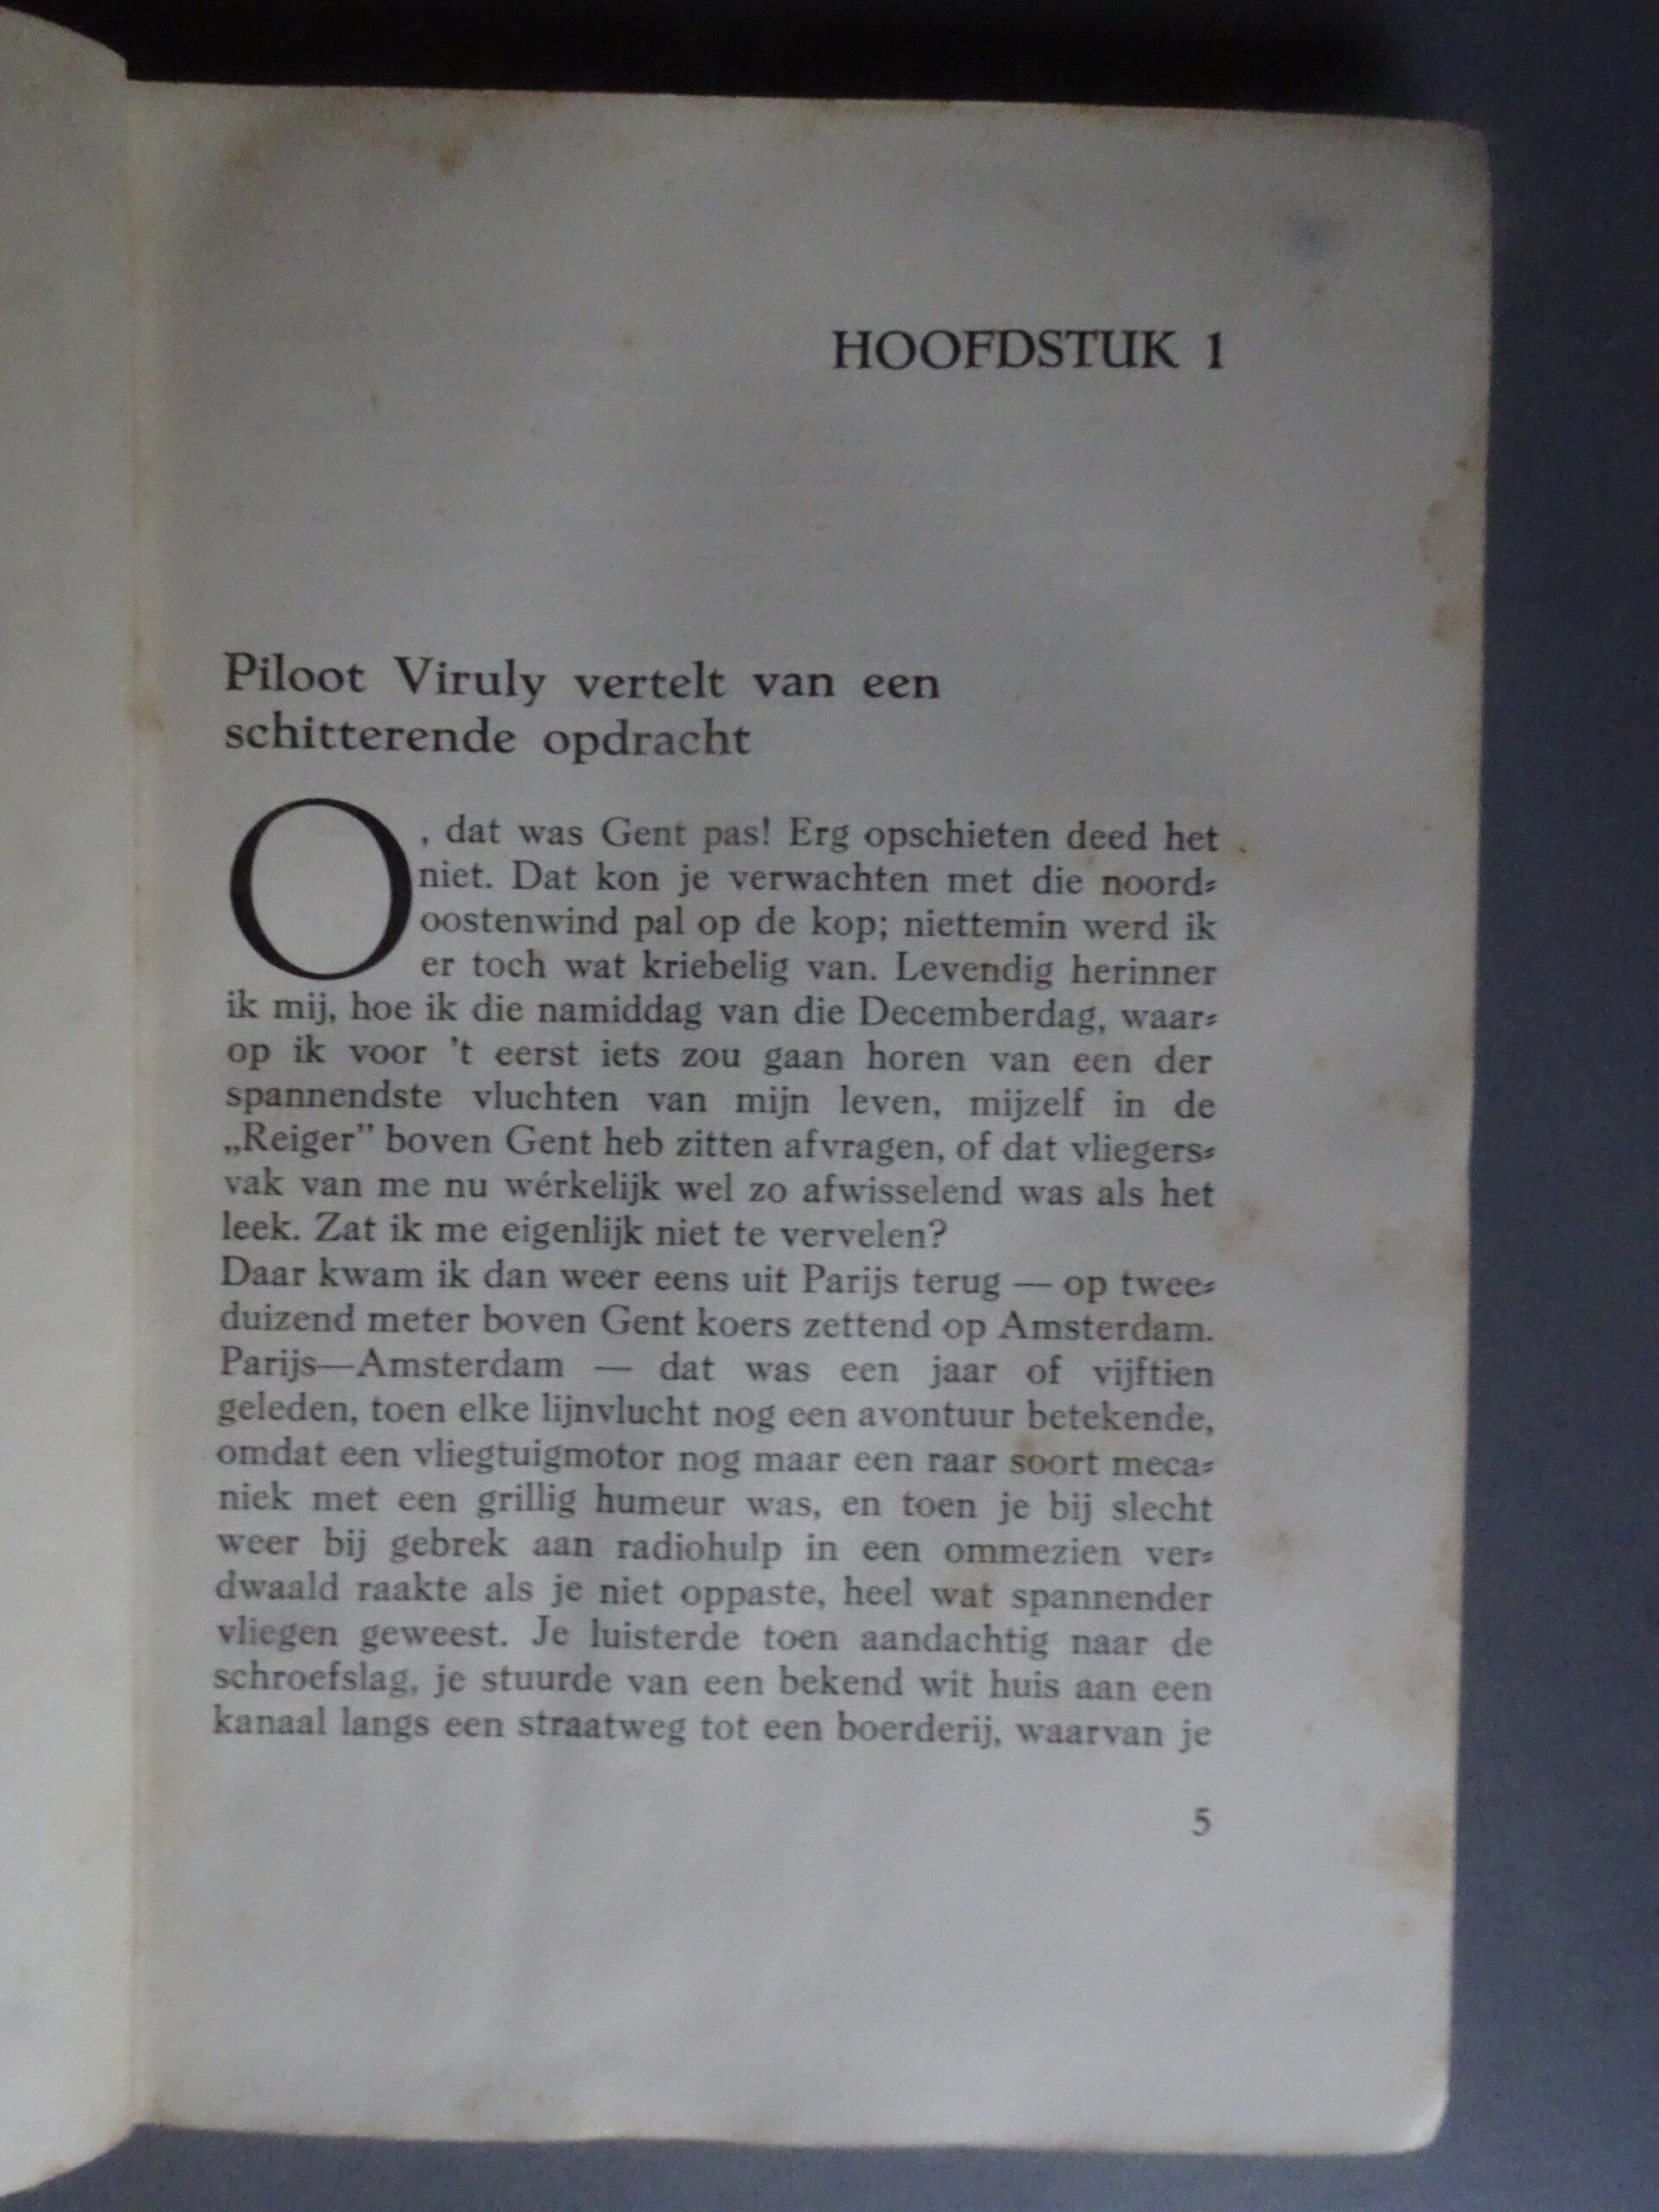 HOOFDSTUK 1
Piloot Viruly vertelt van een
schitterende opdracht
O, dat was Gent pas! Erg opschieten deed het
niet. Dat kon je verwachten met die noord-
oostenwind pal op de kop; niettemin werd ik
er toch wat kriebelig van. Levendig herinner
ik mij, hoe ik die namiddag van die Decemberdag, waar-
op ik voor 't eerst iets zou gaan horen van een der
spannendste vluchten van mijn leven, mijzelf in de
„Reiger” boven Gent heb zitten afvragen, of dat vliegers-
vak van me nu wérkelijk wel zo afwisselend was als het
leek. Zat ik me eigenlijk niet te vervelen?
Daar kwam ik dan weer eens uit Parijs terug — op twee-
duizend meter boven Gent koers zettend op Amsterdam.
Parijs—Amsterdam — dat was een jaar of vijftien
geleden, toen elke lijnvlucht nog een avontuur betekende,
omdat een vliegtuigmotor nog maar een raar soort meca-
niek met een grillig humeur was, en toen je bij slecht
weer bij gebrek aan radiohulp in een ommezien ver-
dwaald raakte als je niet oppaste, heel wat spannender
vliegen geweest. Je luisterde toen aandachtig naar de
schroefslag, je stuurde van een bekend wit huis aan een
kanaal langs een straatweg tot een boerderij, waarvan je
5